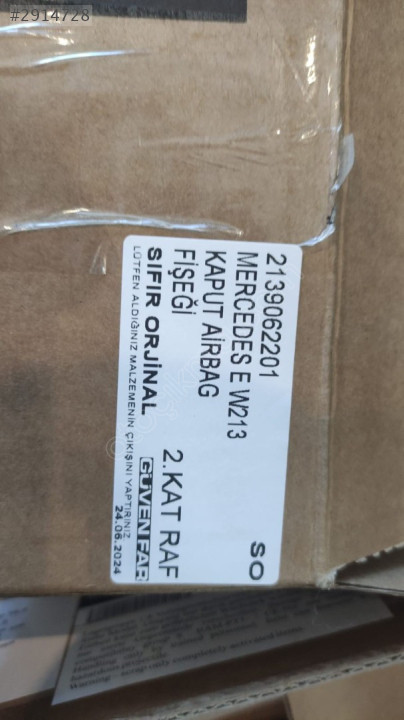 #2914728
2139062201
MERCEDES E W213
KAPUT AİRBAG
FİŞEĞİ
SIFIR ORJİNAL
LÜTFEN ALDIĞINIZ MALZEMENİN ÇIKIŞINI YAPTIRINIZ
SO
2.KAT RAF
GÜVENFAR
24.06.2024